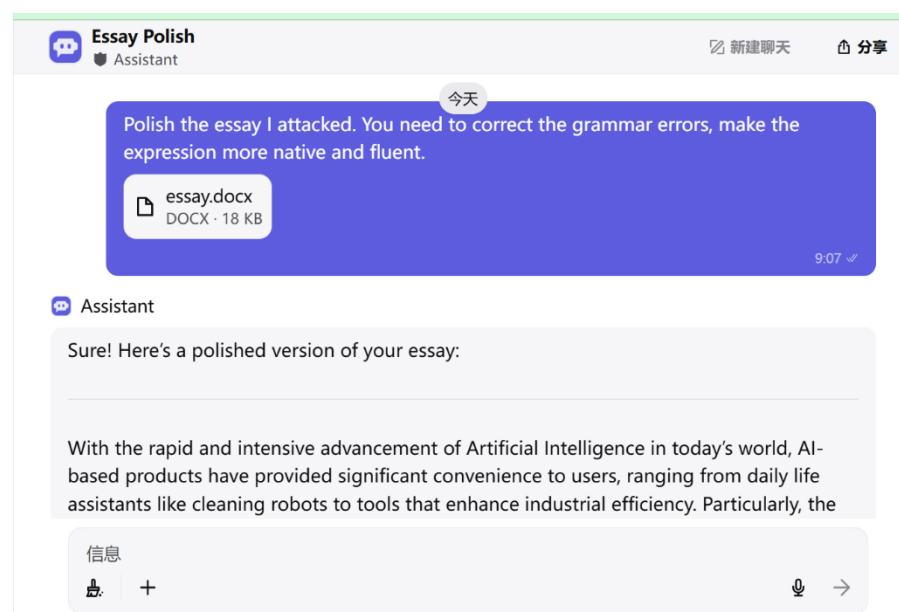 Essay Polish
Assistant
新建聊天
分享
今天
Polish the essay I attacked. You need to correct the grammar errors, make the
expression more native and fluent.
essay.docx
DOCX · 18 KB
9:07
Assistant
Sure! Here's a polished version of your essay:
With the rapid and intensive advancement of Artificial Intelligence in today's world, AI-
based products have provided significant convenience to users, ranging from daily life
assistants like cleaning robots to tools that enhance industrial efficiency. Particularly, the
信息